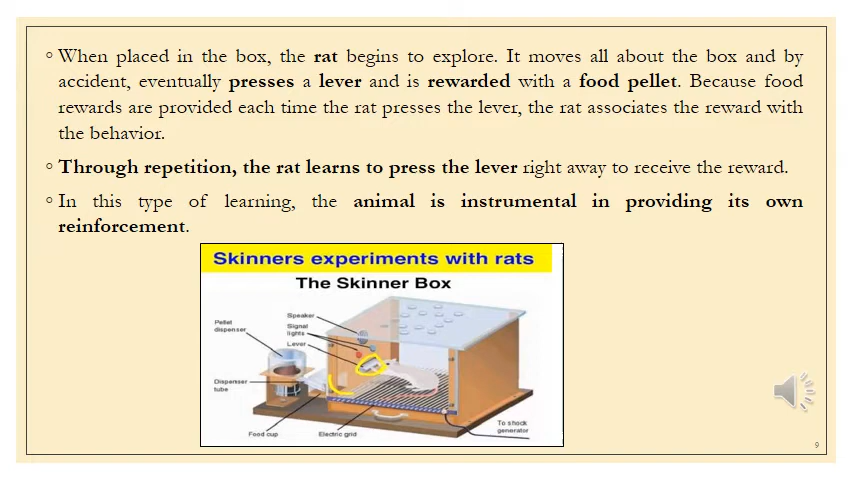 ◦ When placed in the box, the rat begins to explore. It moves all about the box and by
accident, eventually presses a lever and is rewarded with a food pellet. Because food
rewards are provided each time the rat presses the lever, the rat associates the reward with
the behavior.
◦ Through repetition, the rat learns to press the lever right away to receive the reward.
◦ In this type of learning, the animal is instrumental in providing its own
reinforcement.
Skinners experiments with rats
The Skinner Box
Speaker
Signal
lights
Lever
Pellet
dispenser
Dispenser
tube
Food cup
Electric grid
To shock
generator
9